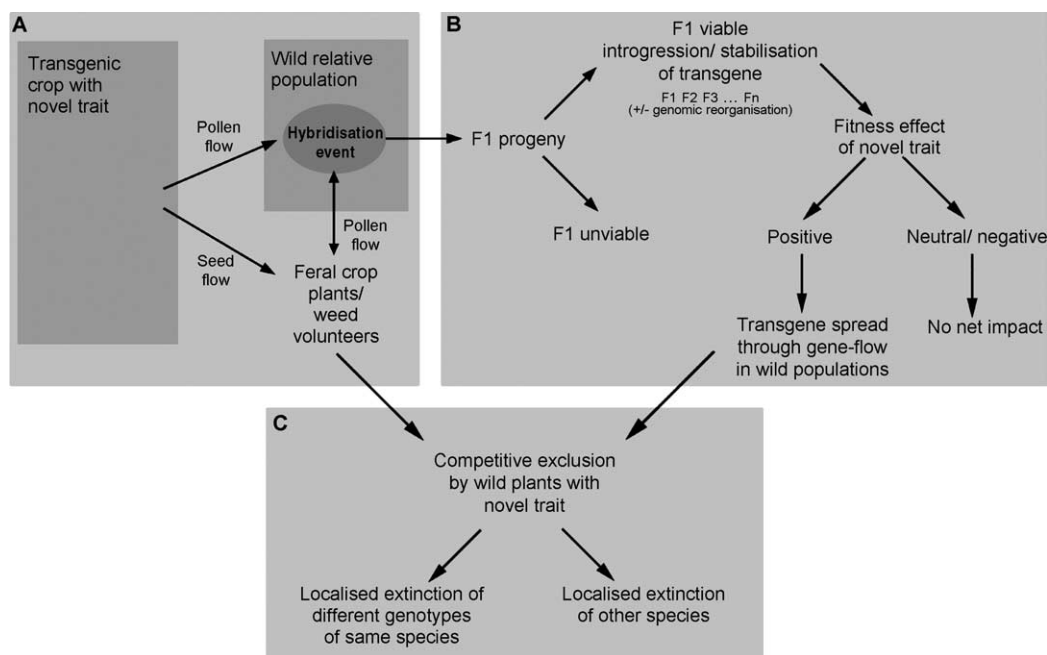 A
Transgenic
crop with
novel trait
Wild relative
population
Pollen
flow
Hybridisation
event
Pollen
flow
Seed
flow
Feral crop
plants/
weed
volunteers
B
F1 viable
introgression/ stabilisation
of transgene
F1 F2 F3 ... Fn
(+/- genomic reorganisation)
F1 progeny
Fitness effect
of novel trait
F1 unviable
Positive
Neutral/ negative
Transgene spread
through gene-flow
in wild populations
No net impact
C
Competitive exclusion
by wild plants with
novel trait
Localised extinction of
different genotypes
of same species
Localised extinction
of other species